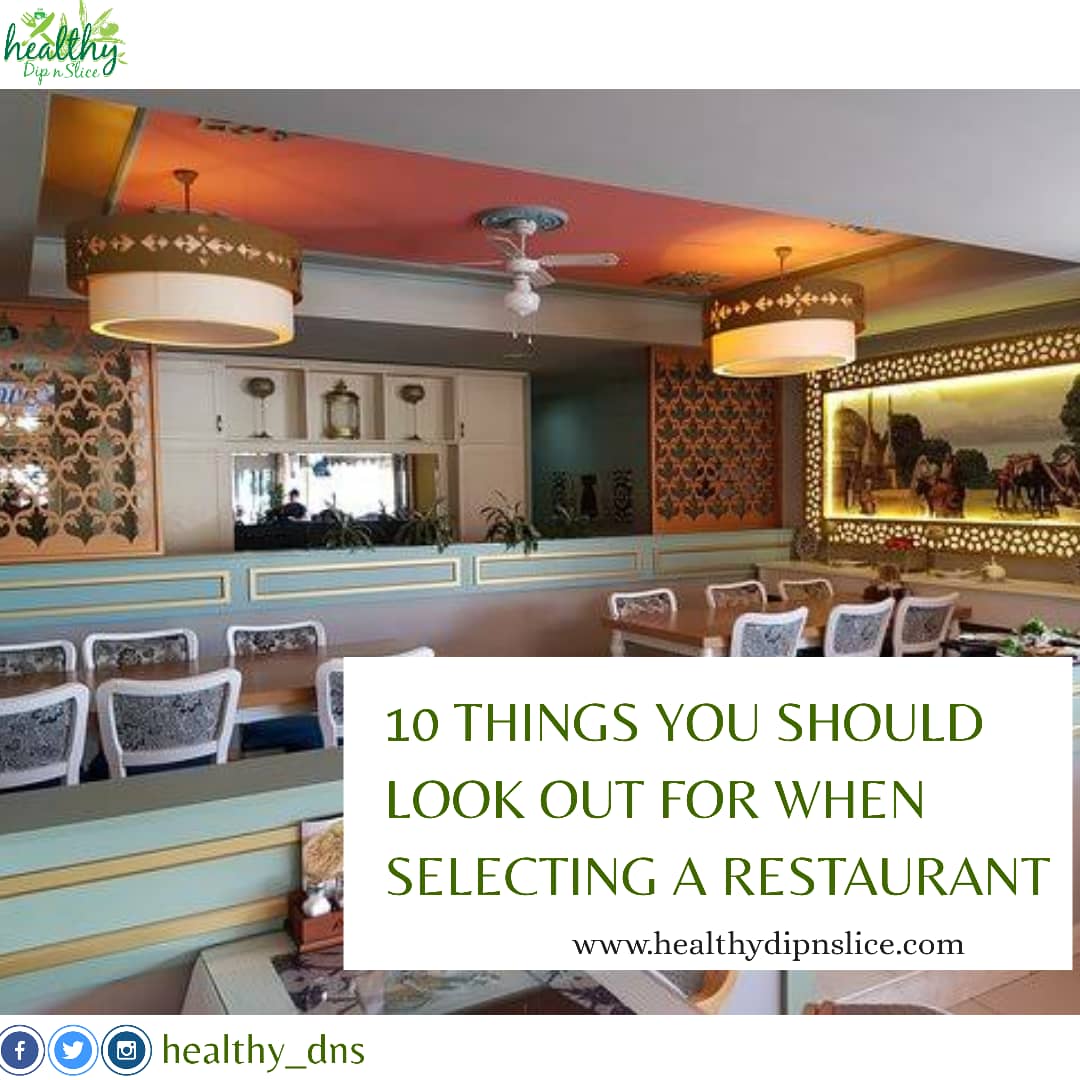 healthy
Dip n Slice
10 THINGS YOU SHOULD
LOOK OUT FOR WHEN
SELECTING A RESTAURANT
www.healthydipnslice.com
healthy_dns